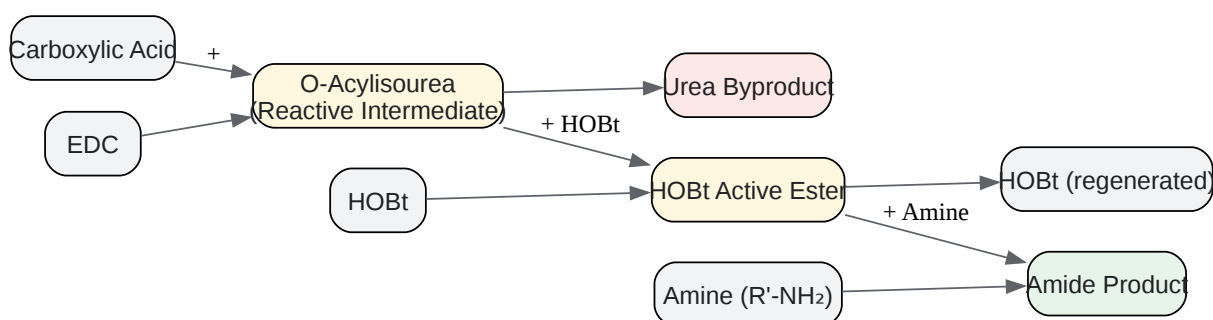 Carboxylic Acid
+
EDC
O-Acylisourea
(Reactive Intermediate)
Urea Byproduct
+ HOBt
HOBt
HOBt Active Ester
HOBt (regenerated)
+ Amine
Amine (R'-NH₂)
Amide Product